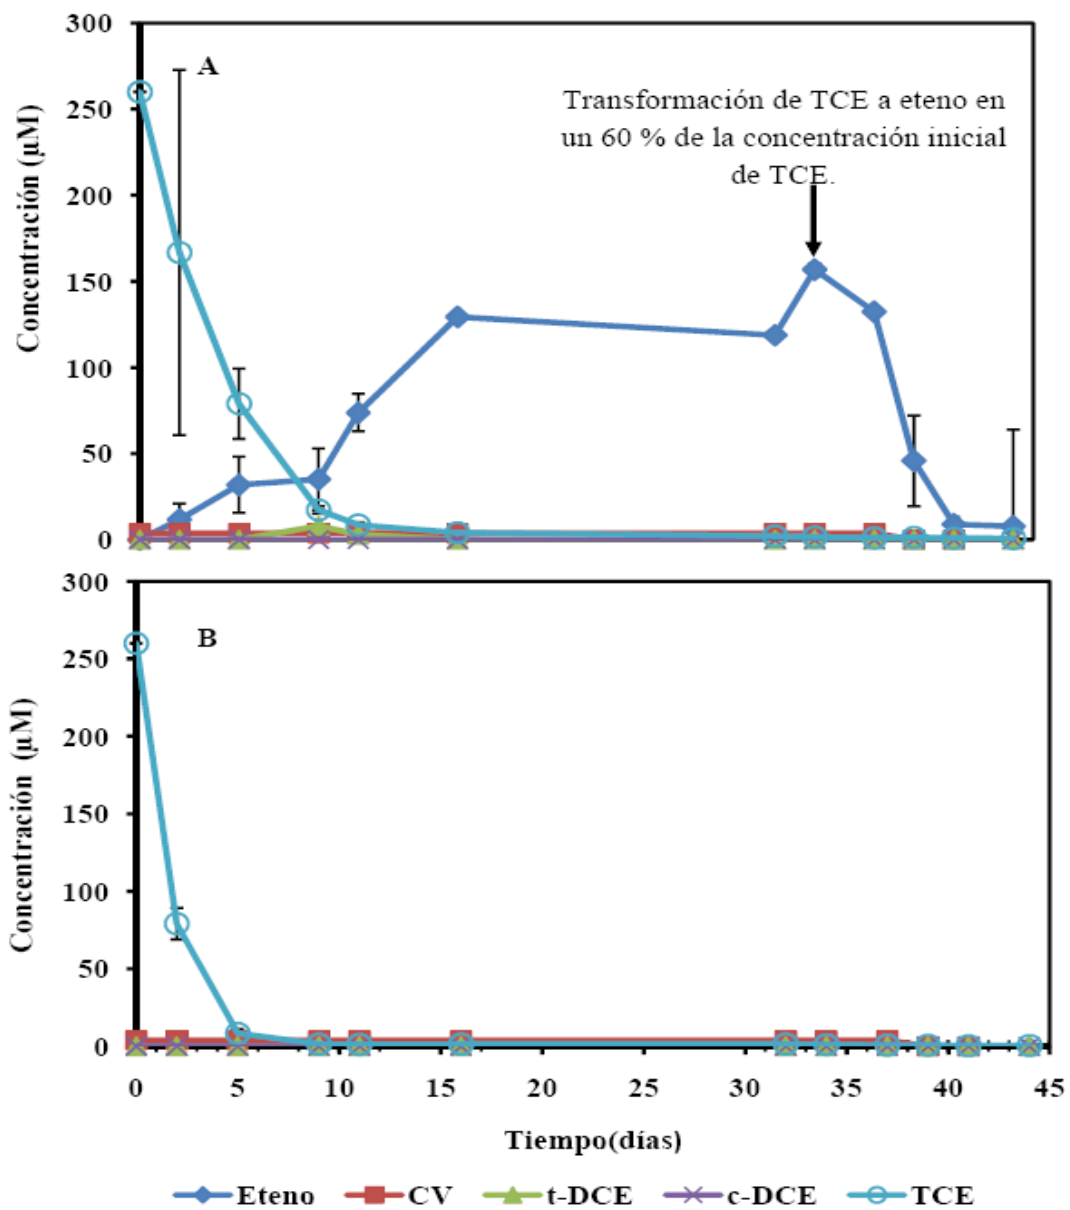 300
A
250
Transformación de TCE a eteno en
un 60 % de la concentración inicial
de TCE.
200
150
100
50
0
Concentración (µM)
300
B
250
200
150
100
50
0
Concentración (µM)
0 5 10 15 20 25 30 35 40 45
Tiempo(días)
Eteno CV t-DCE c-DCE TCE